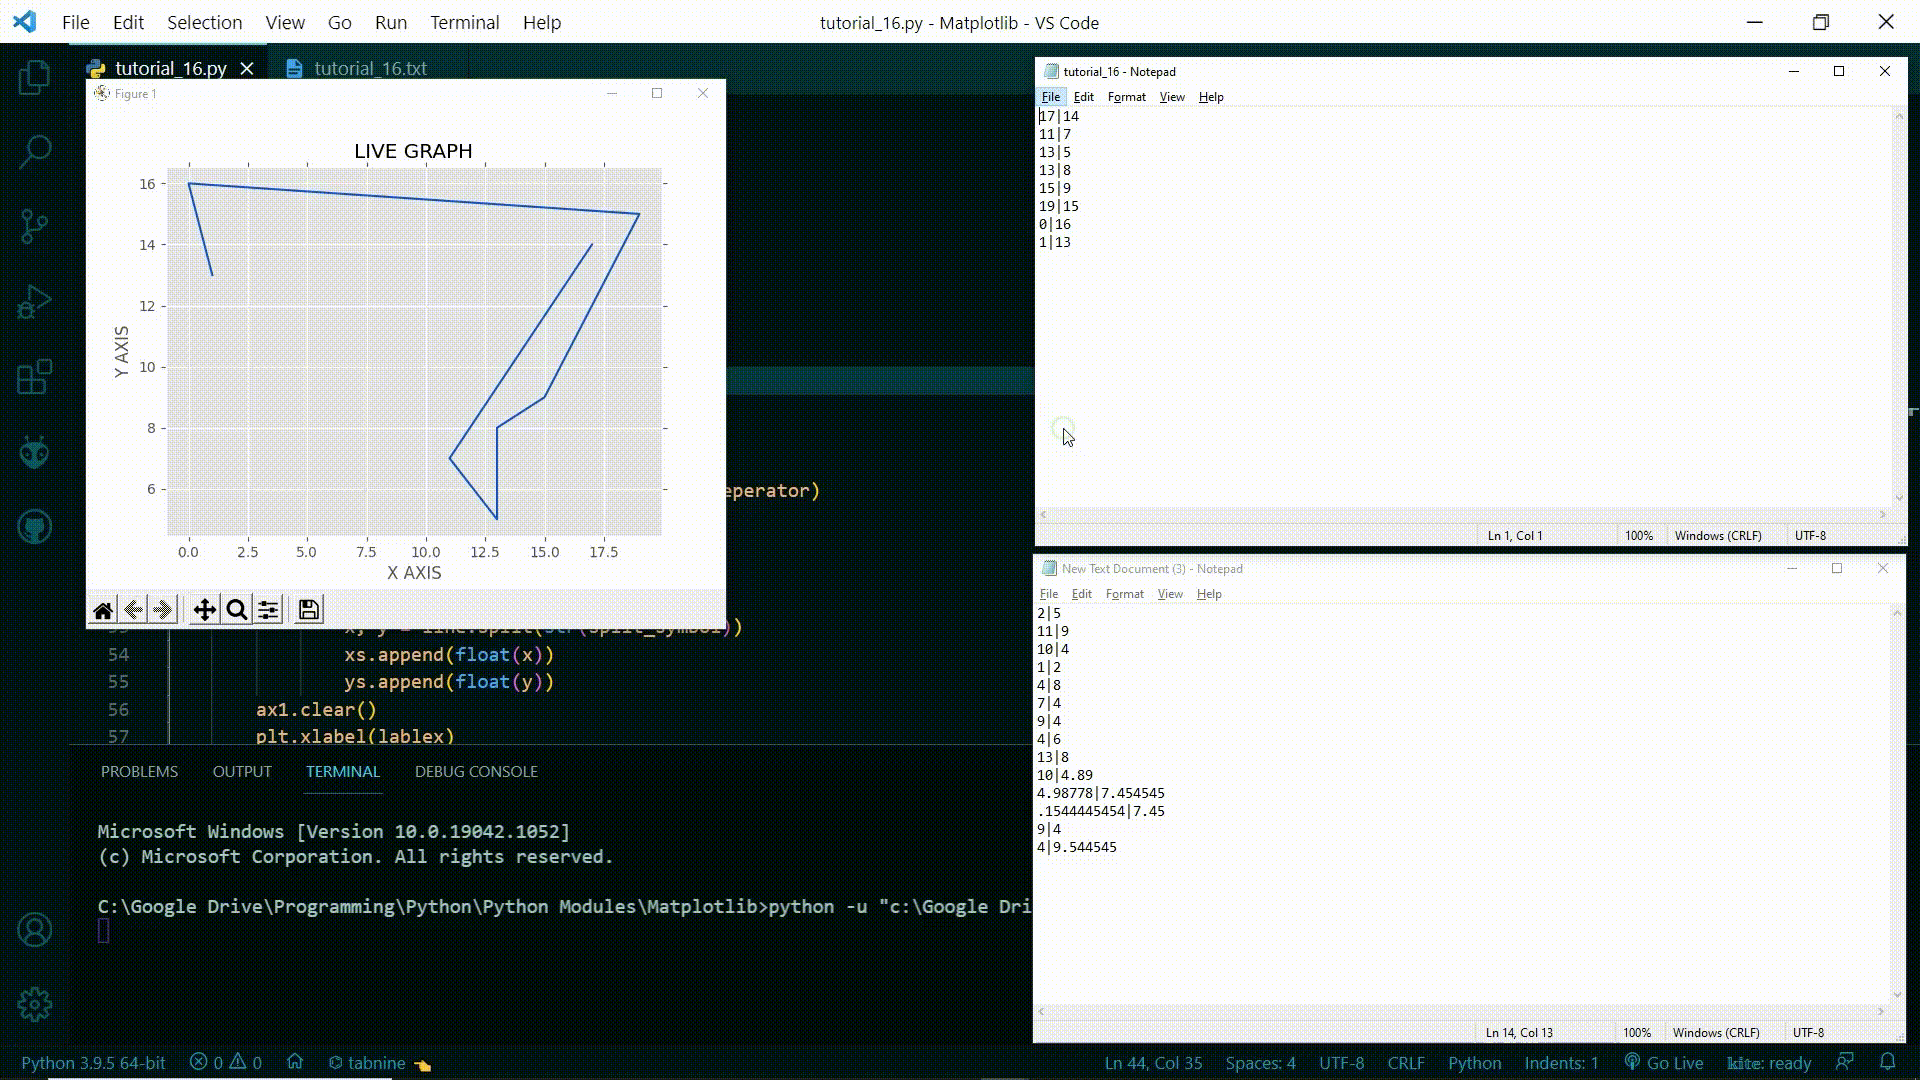 File Edit Selection View Go Run Terminal Help
tutorial_16.py - Matplotlib - VS Code
tutorial_16.py
tutorial_16.txt
Figure 1
LIVE GRAPH
16
14
12
10
8
6
Y AXIS
0.0 2.5 5.0 7.5 10.0 12.5 15.0 17.5
X AXIS
eperator)
54 xs.append(float(x))
55 ys.append(float(y))
56 ax1.clear()
57 plt.xlabel(lablex)
PROBLEMS OUTPUT TERMINAL DEBUG CONSOLE
Microsoft Windows [Version 10.0.19042.1052]
(c) Microsoft Corporation. All rights reserved.
C:\Google Drive\Programming\Python\Python Modules\Matplotlib>python -u "c:\Google Dri
tutorial_16 - Notepad
File Edit Format View Help
17|14
11|7
13|5
13|8
15|9
19|15
0|16
1|13
Ln 1, Col 1 100% Windows (CRLF) UTF-8
New Text Document (3) - Notepad
File Edit Format View Help
2|5
11|9
10|4
1|2
4|8
7|4
9|4
4|6
13|8
10|4.89
4.98778|7.454545
.1544445454|7.45
9|4
4|9.544545
Ln 14, Col 13 100% Windows (CRLF) UTF-8
Python 3.9.5 64-bit 0 0 tabnine Ln 44, Col 35 Spaces: 4 UTF-8 CRLF Python Indents: 1 Go Live kite: ready